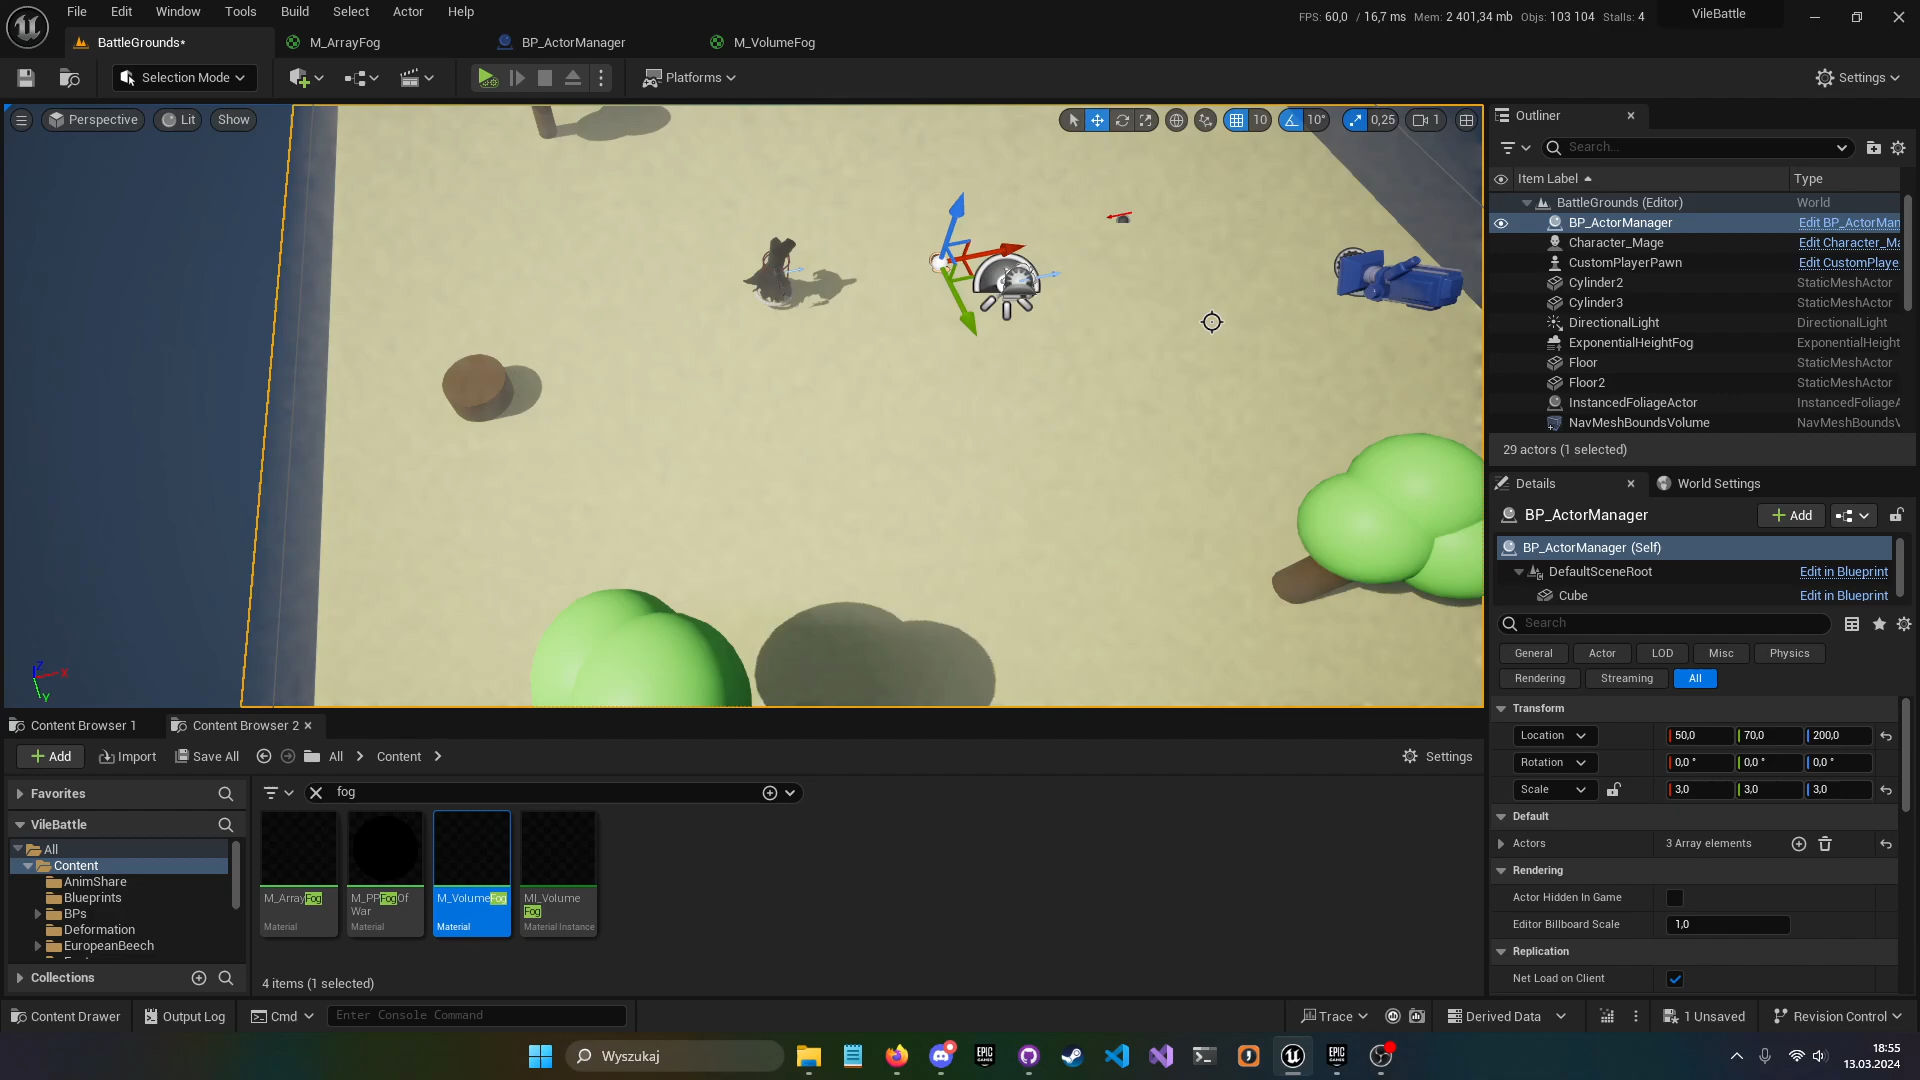 File Edit Window Tools Build Select Actor Help
FPS: 60,0 / 16,7 ms Mem: 2 401,34 mb Objs: 103 104 Stalls: 4
VileBattle
BattleGrounds*
M_ArrayFog
BP_ActorManager
M_VolumeFog
Selection Mode
Platforms
Settings
Perspective
Lit
Show
10
10°
0,25
1
Z
X
Y
Outliner
Search...
Item Label
Type
BattleGrounds (Editor) World
BP_ActorManager Edit BP_ActorMan
Character_Mage Edit Character_Ma
CustomPlayerPawn Edit CustomPlaye
Cylinder2 StaticMeshActor
Cylinder3 StaticMeshActor
DirectionalLight DirectionalLight
ExponentialHeightFog ExponentialHeight
Floor StaticMeshActor
Floor2 StaticMeshActor
InstancedFoliageActor InstancedFoliageA
NavMeshBoundsVolume NavMeshBoundsV
29 actors (1 selected)
Details
World Settings
BP_ActorManager
Add
BP_ActorManager (Self)
DefaultSceneRoot Edit in Blueprint
Cube Edit in Blueprint
Search
General Actor LOD Misc Physics
Rendering Streaming All
Transform
Location 50,0 70,0 200,0
Rotation 0,0 ° 0,0 ° 0,0 °
Scale 3,0 3,0 3,0
Default
Actors 3 Array elements
Rendering
Actor Hidden In Game
Editor Billboard Scale 1,0
Replication
Net Load on Client
Content Browser 1
Content Browser 2
Add Import Save All All Content Settings
Favorites
VileBattle
All
Content
AnimShare
Blueprints
BPs
Deformation
EuropeanBeech
Collections
fog
M_ArrayFog
Material
M_PPFogOf
War
Material
M_VolumeFog
Material
MI_Volume
Fog
Material Instance
4 items (1 selected)
Content Drawer
Output Log
Cmd
Enter Console Command
Trace
Derived Data
1 Unsaved
Revision Control
Wyszukaj
EPIC
GAMES
EPIC
GAMES
18:55
13.03.2024